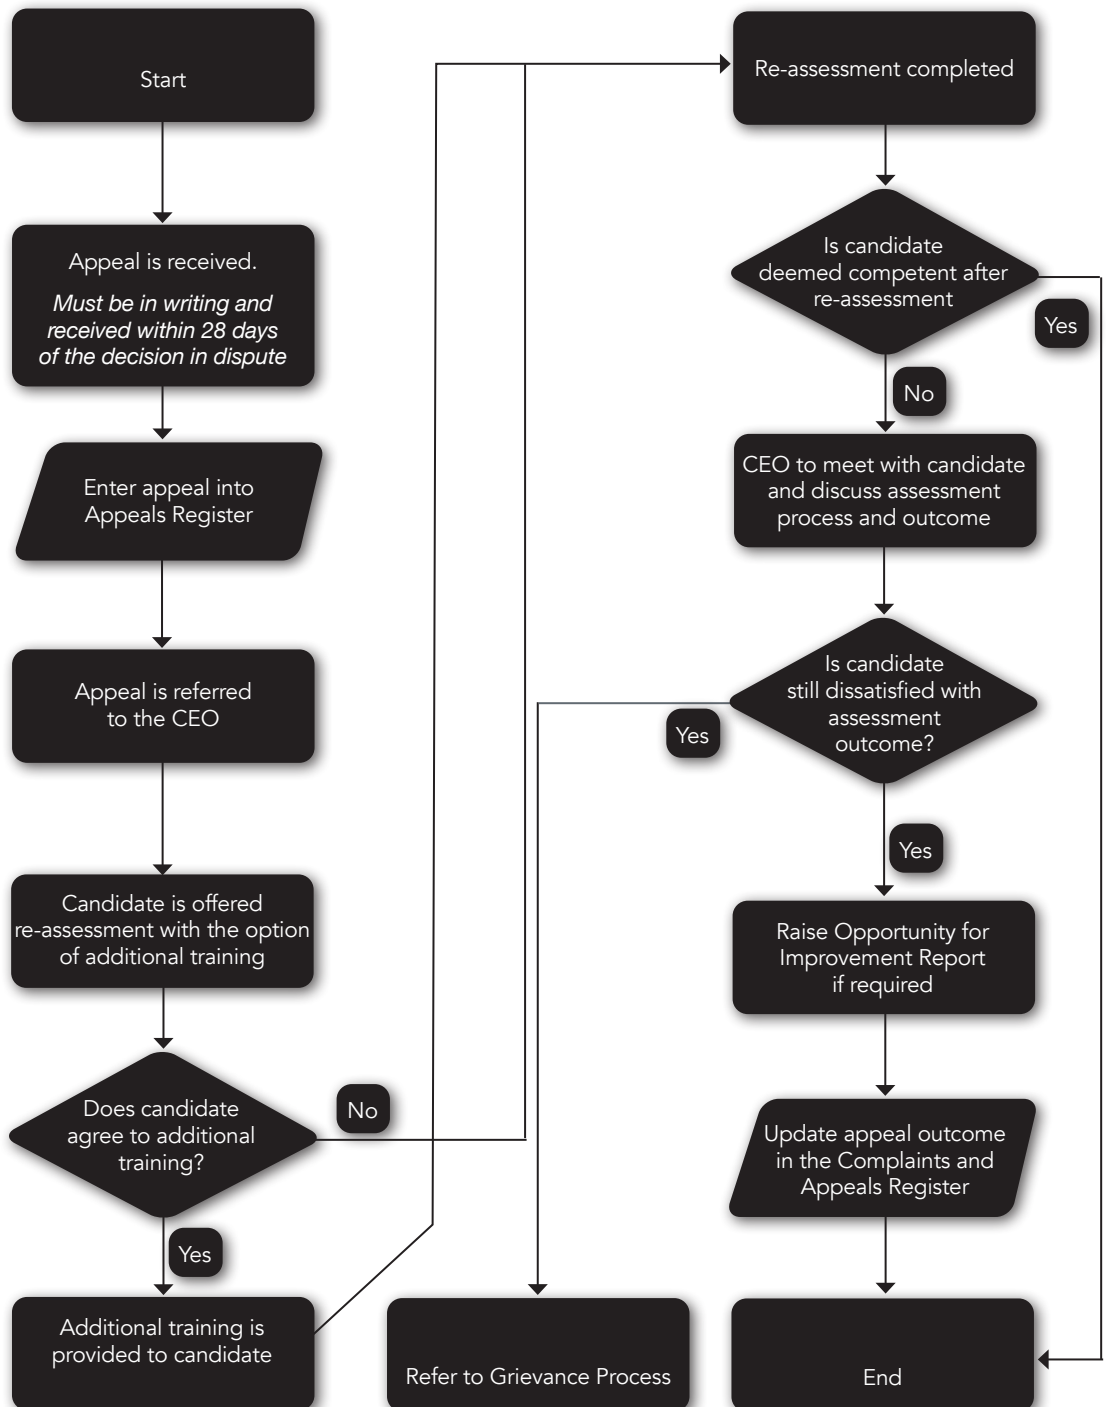 Start
Appeal is received.
Must be in writing and
received within 28 days
of the decision in dispute
Enter appeal into
Appeals Register
Appeal is referred
to the CEO
Candidate is offered
re-assessment with the option
of additional training
Does candidate
agree to additional
training?
No
Yes
Additional training is
provided to candidate
Re-assessment completed
Is candidate
deemed competent after
re-assessment
Yes
No
CEO to meet with candidate
and discuss assessment
process and outcome
Is candidate
still dissatisfied with
assessment
outcome?
Yes
Yes
Refer to Grievance Process
Raise Opportunity for
Improvement Report
if required
Update appeal outcome
in the Complaints and
Appeals Register
End